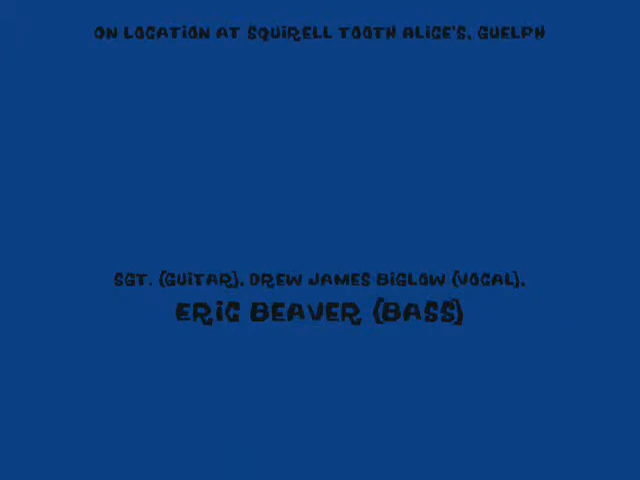 ON LOCATION AT SQUIRELL TOOTH ALICE'S, GUELPH
SGT. (GUITAR), DREW JAMES BIGLOW (VOCAL),
ERIC BEAVER (BASS)